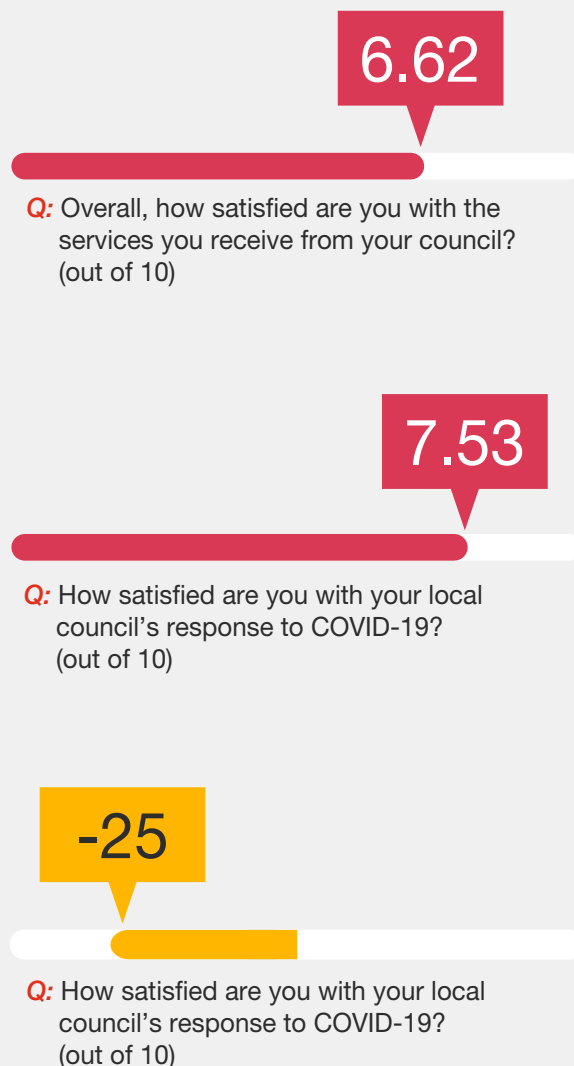 6.62
Q: Overall, how satisfied are you with the
services you receive from your council?
(out of 10)
7.53
Q: How satisfied are you with your local
council’s response to COVID-19?
(out of 10)
-25
Q: How satisfied are you with your local
council’s response to COVID-19?
(out of 10)